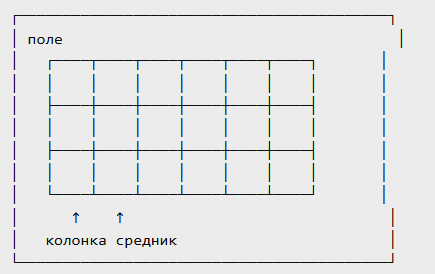 поле
↑ ↑
колонка средник